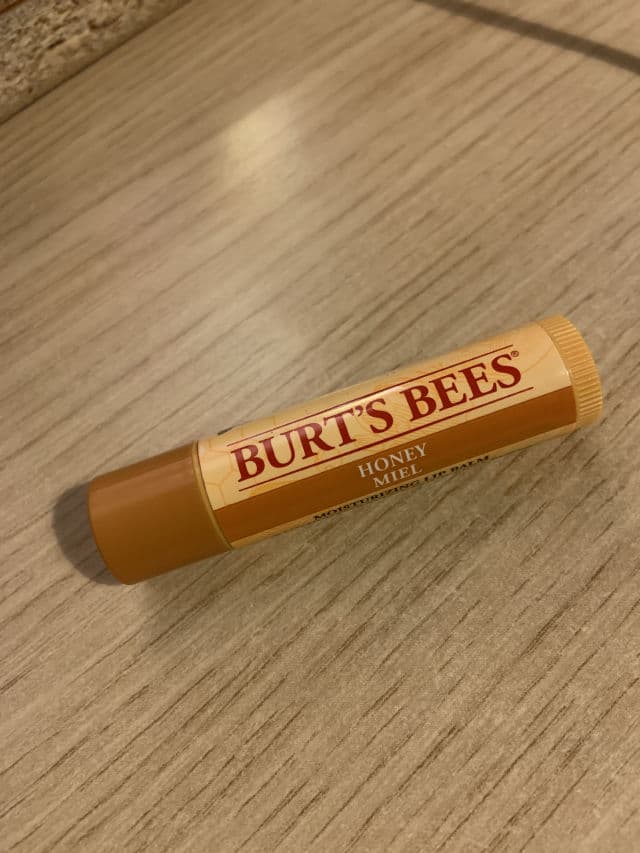 BURT'S BEES®
HONEY
MIEL
MOISTURIZING LIP BALM